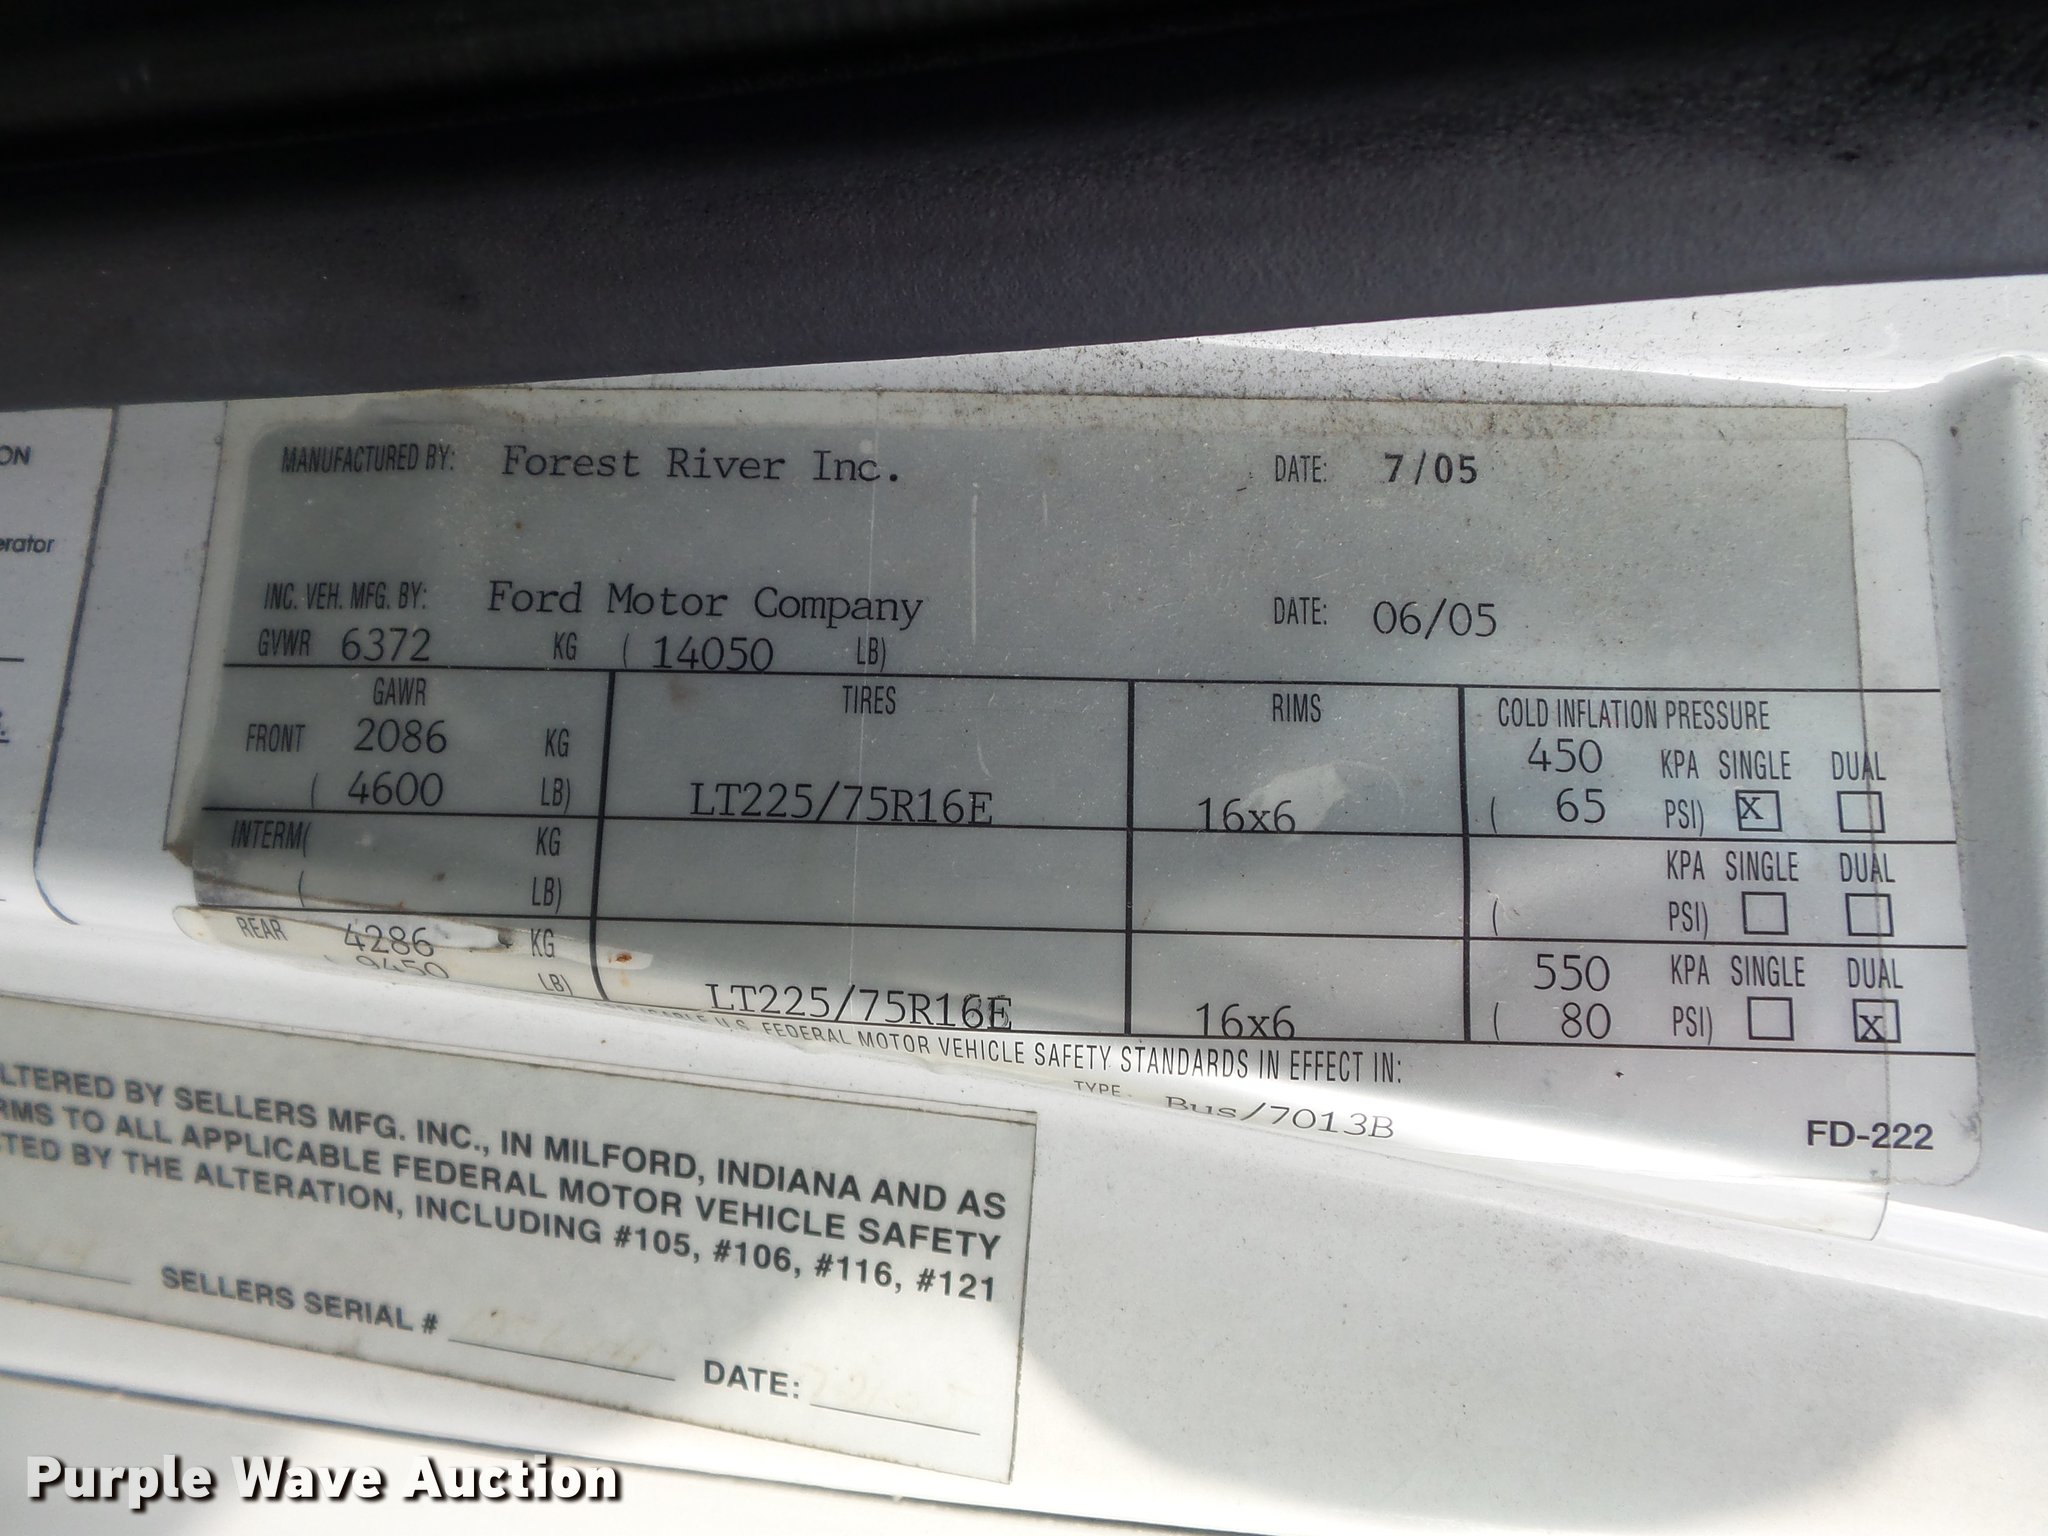 ON
erator
MANUFACTURED BY: Forest River Inc. DATE: 7/05
INC. VEH. MFG. BY: Ford Motor Company DATE: 06/05
GVWR 6372 KG ( 14050 LB)
GAWR TIRES RIMS COLD INFLATION PRESSURE
FRONT 2086 KG 450 KPA SINGLE DUAL
( 4600 LB) LT225/75R16E 16x6 ( 65 PSI) x
INTERM( KG KPA SINGLE DUAL
( LB) ( PSI)
REAR 4286 KG 550 KPA SINGLE DUAL
( 9450 LB) LT225/75R16E 16x6 ( 80 PSI) x
U.S. FEDERAL MOTOR VEHICLE SAFETY STANDARDS IN EFFECT IN:
TYPE Bus/7013B
FD-222
LTERED BY SELLERS MFG. INC., IN MILFORD, INDIANA AND AS
RMS TO ALL APPLICABLE FEDERAL MOTOR VEHICLE SAFETY
TED BY THE ALTERATION, INCLUDING #105, #106, #116, #121
SELLERS SERIAL # DATE:
Purple Wave Auction